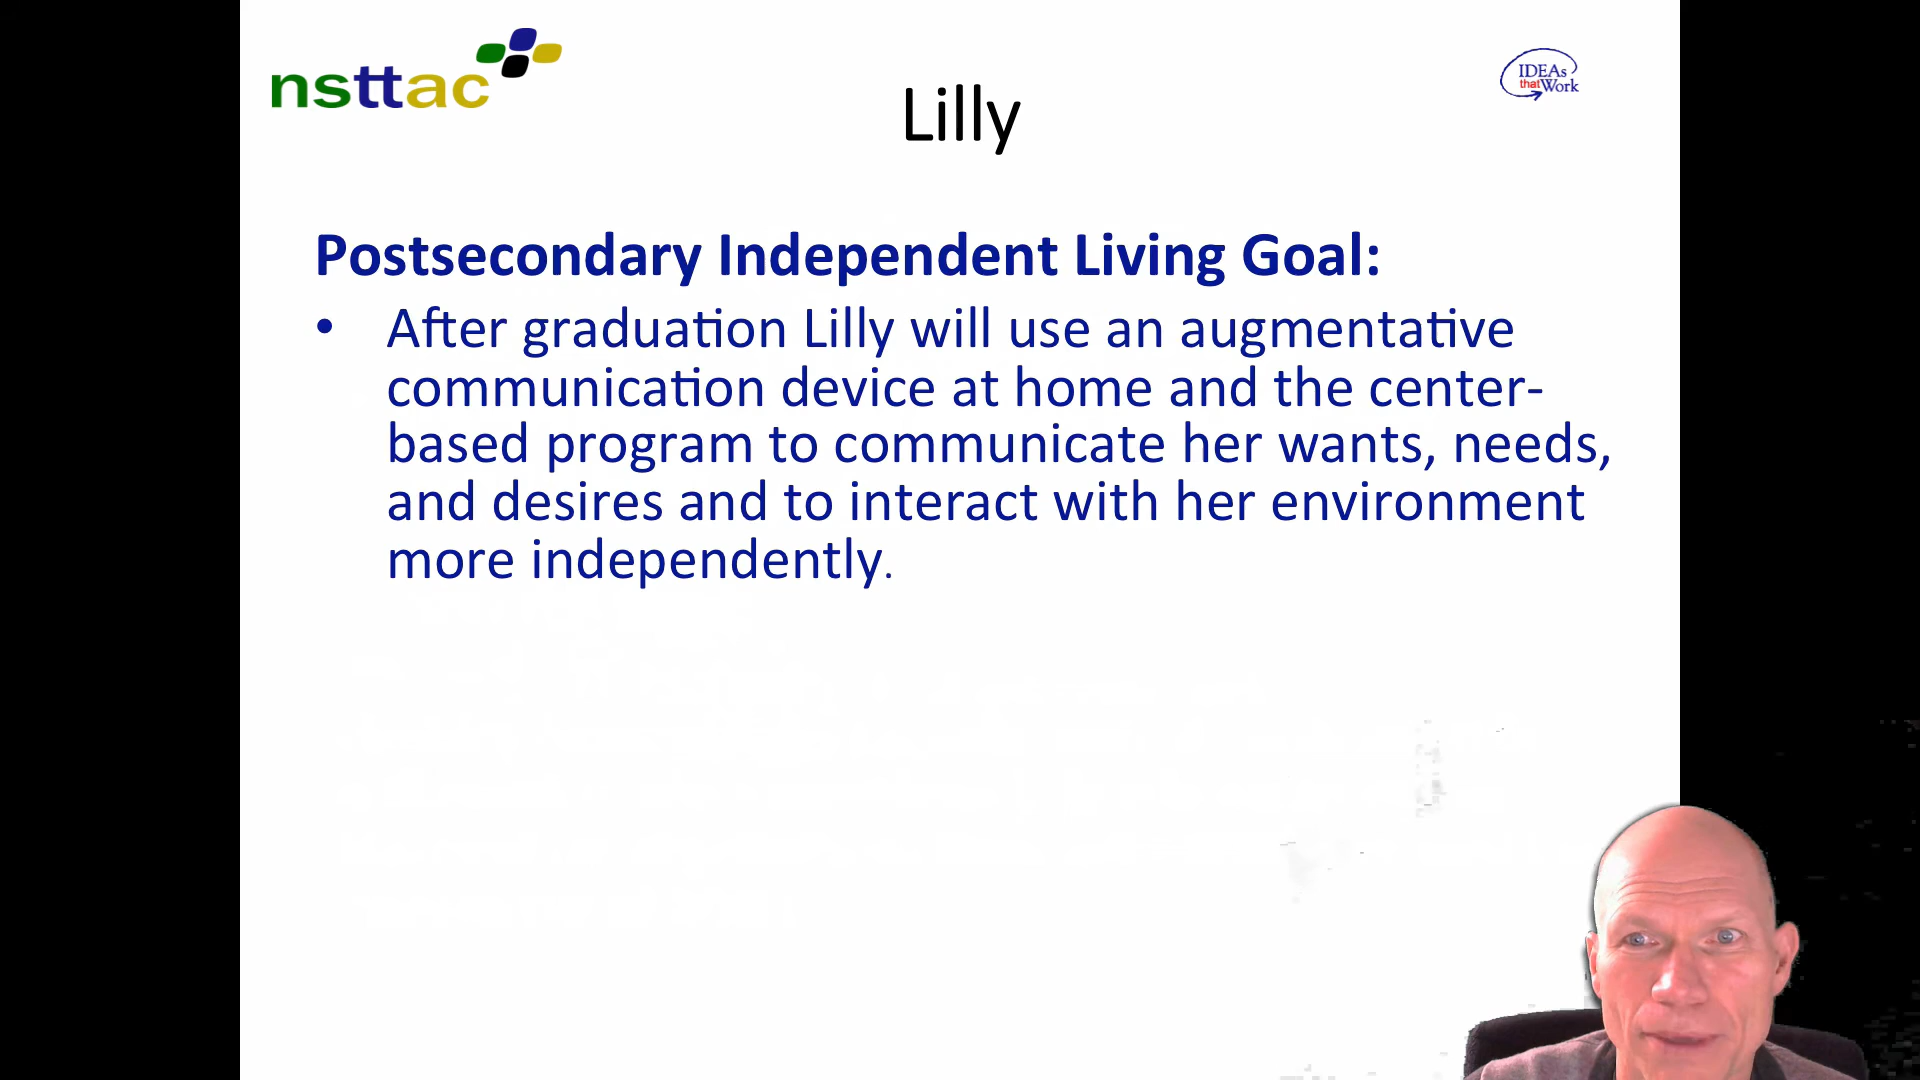 nsttac
IDEAs
that Work
Lilly
Postsecondary Independent Living Goal:
• After graduation Lilly will use an augmentative
communication device at home and the center-
based program to communicate her wants, needs,
and desires and to interact with her environment
more independently.